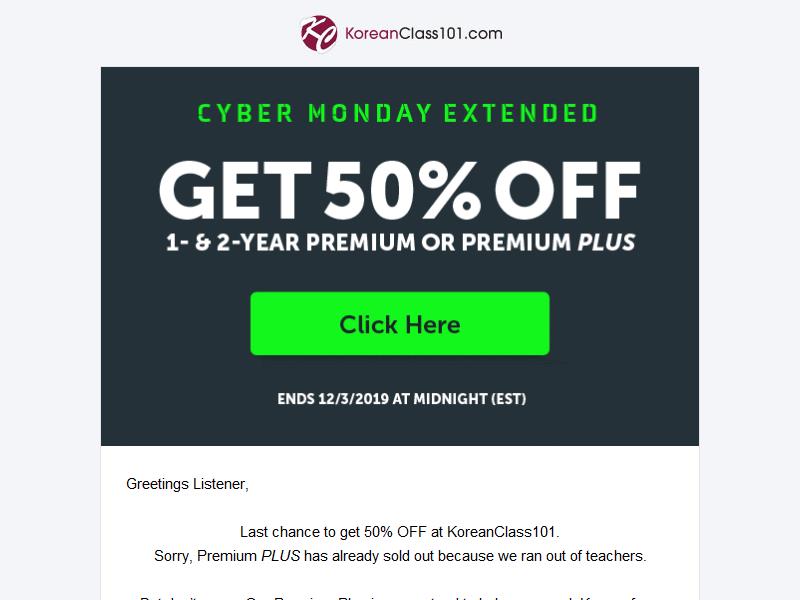 KoreanClass101.com
CYBER MONDAY EXTENDED
GET 50% OFF
1- & 2-YEAR PREMIUM OR PREMIUM PLUS
Click Here
ENDS 12/3/2019 AT MIDNIGHT (EST)
Greetings Listener,
Last chance to get 50% OFF at KoreanClass101.
Sorry, Premium PLUS has already sold out because we ran out of teachers.